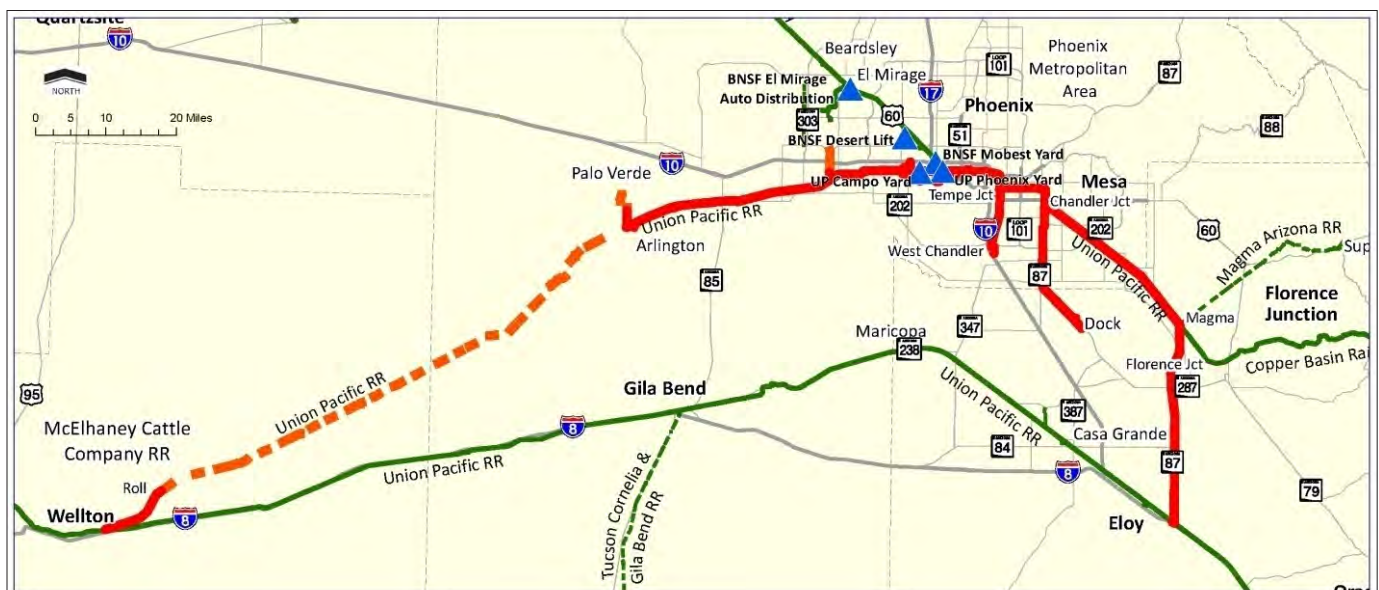 Quartzsite
10
NORTH
0 5 10 20 Miles
Beardsley
El Mirage
BNSF El Mirage
Auto Distribution
303
60
17
LOOP
101
Phoenix
Metropolitan
Area
87
Phoenix
51
88
BNSF Desert Lift
BNSF Mobest Yard
10
Palo Verde
UP Campo Yard
UP Phoenix Yard
Mesa
Tempe Jct
Chandler Jct
202
Union Pacific RR
Arlington
10
LOOP
101
202
60
West Chandler
Union Pacific RR
Magma Arizona RR
Sup
85
87
Florence
Junction
Magma
Dock
Maricopa
347
238
Florence Jct
Copper Basin Rai
287
95
Union Pacific RR
Gila Bend
Union Pacific RR
387
McElhaney Cattle
Company RR
8
Casa Grande
84
Union Pacific RR
8
87
Roll
79
Wellton
8
Tucson Cornelia &
Gila Bend RR
Eloy